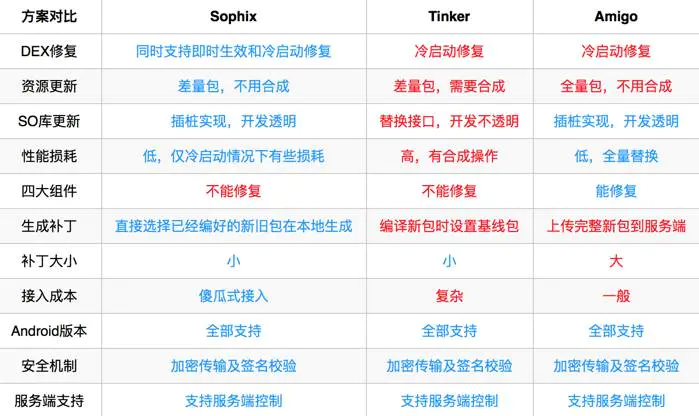 方案对比 Sophix Tinker Amigo
DEX修复 同时支持即时生效和冷启动修复 冷启动修复 冷启动修复
资源更新 差量包，不用合成 差量包，需要合成 全量包，不用合成
SO库更新 插桩实现，开发透明 替换接口，开发不透明 插桩实现，开发透明
性能损耗 低，仅冷启动情况下有些损耗 高，有合成操作 低，全量替换
四大组件 不能修复 不能修复 能修复
生成补丁 直接选择已经编好的新旧包在本地生成 编译新包时设置基线包 上传完整新包到服务端
补丁大小 小 小 大
接入成本 傻瓜式接入 复杂 一般
Android版本 全部支持 全部支持 全部支持
安全机制 加密传输及签名校验 加密传输及签名校验 加密传输及签名校验
服务端支持 支持服务端控制 支持服务端控制 支持服务端控制